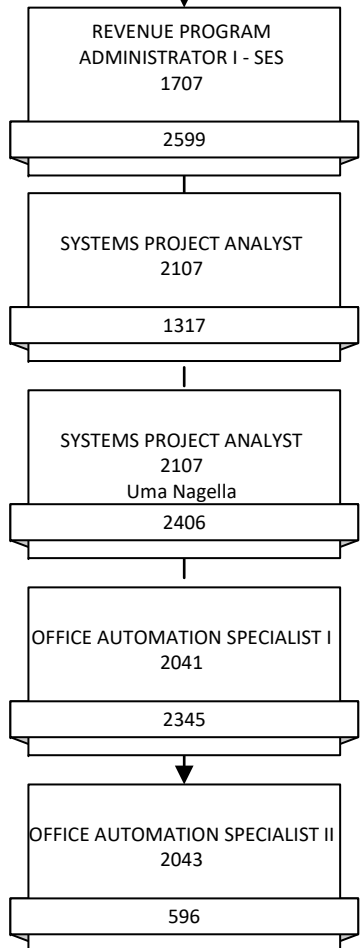 REVENUE PROGRAM
ADMINISTRATOR I - SES
1707
2599
SYSTEMS PROJECT ANALYST
2107
1317
SYSTEMS PROJECT ANALYST
2107
Uma Nagella
2406
OFFICE AUTOMATION SPECIALIST I
2041
2345
OFFICE AUTOMATION SPECIALIST II
2043
596